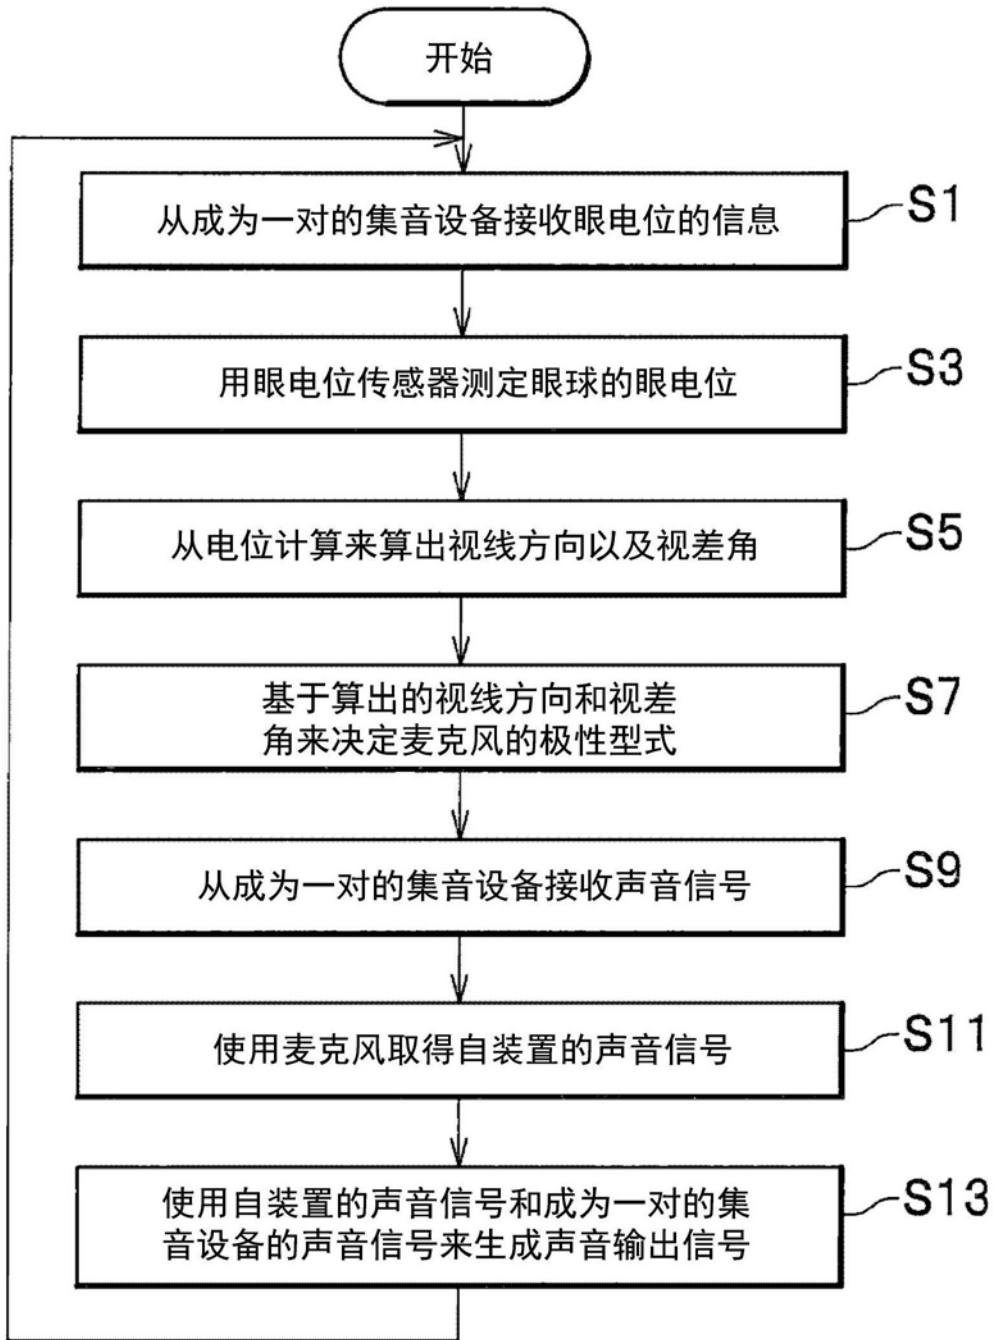 开始
从成为一对的集音设备接收眼电位的信息
S1
用眼电位传感器测定眼球的眼电位
S3
从电位计算来算出视线方向以及视差角
S5
基于算出的视线方向和视差
角来决定麦克风的极性型式
S7
从成为一对的集音设备接收声音信号
S9
使用麦克风取得自装置的声音信号
S11
使用自装置的声音信号和成为一对的集
音设备的声音信号来生成声音输出信号
S13